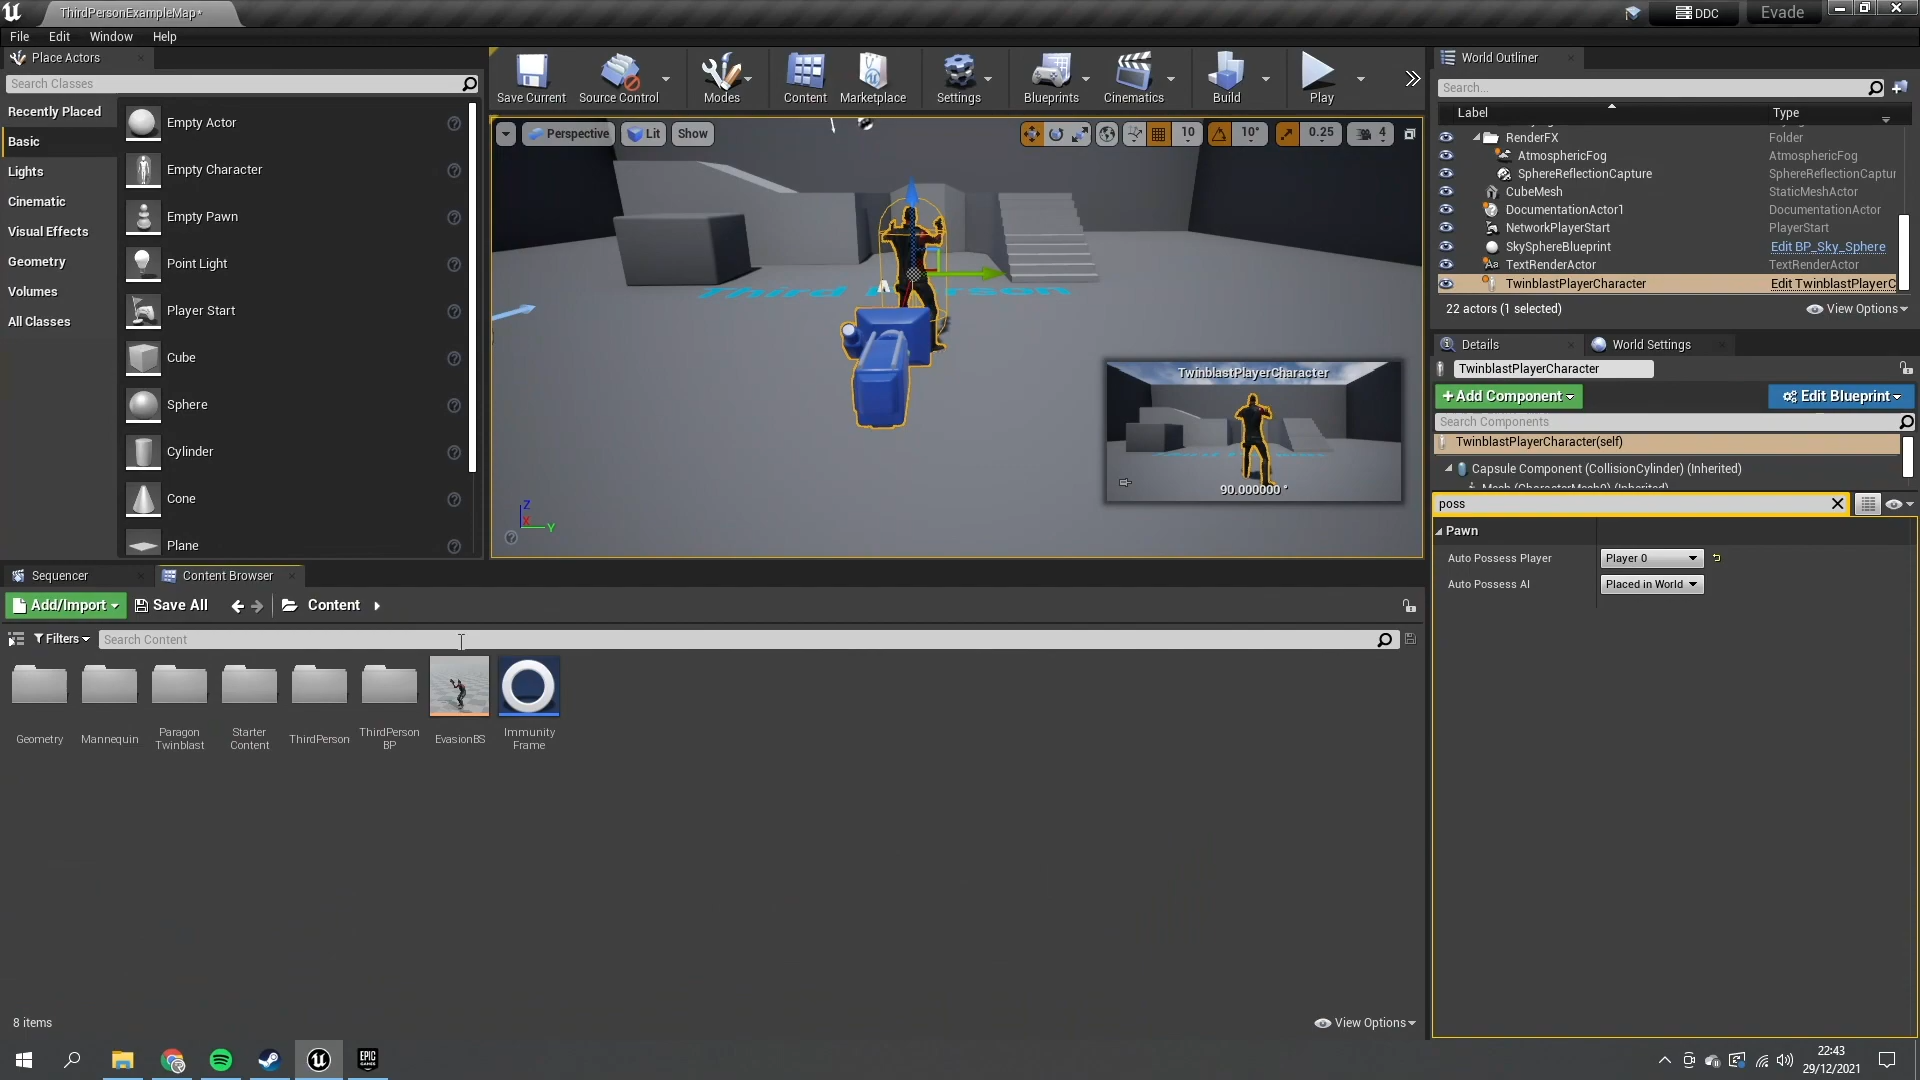 ThirdPersonExampleMap*
DDC
Evade
File Edit Window Help
Place Actors
Search Classes
Recently Placed
Basic
Lights
Cinematic
Visual Effects
Geometry
Volumes
All Classes
Empty Actor
Empty Character
Empty Pawn
Point Light
Player Start
Cube
Sphere
Cylinder
Cone
Plane
Save Current
Source Control
Modes
Content
Marketplace
Settings
Blueprints
Cinematics
Build
Play
Perspective
Lit
Show
10
10°
0.25
4
Third Person
TwinblastPlayerCharacter
90.000000 °
Z
X
Y
World Outliner
Search...
Label Type
RenderFX Folder
AtmosphericFog AtmosphericFog
SphereReflectionCapture SphereReflectionCaptur
CubeMesh StaticMeshActor
DocumentationActor1 DocumentationActor
NetworkPlayerStart PlayerStart
SkySphereBlueprint Edit BP_Sky_Sphere
TextRenderActor TextRenderActor
TwinblastPlayerCharacter Edit TwinblastPlayerC
22 actors (1 selected)
View Options
Details
World Settings
TwinblastPlayerCharacter
+Add Component
Edit Blueprint
Search Components
TwinblastPlayerCharacter(self)
Capsule Component (CollisionCylinder) (Inherited)
Mesh (CharacterMesh0) (Inherited)
poss
Pawn
Auto Possess Player Player 0
Auto Possess AI Placed in World
Sequencer
Content Browser
Add/Import
Save All
Content
Filters
Search Content
Geometry
Mannequin
Paragon
Twinblast
Starter
Content
ThirdPerson
ThirdPerson
BP
EvasionBS
Immunity
Frame
8 items
View Options
EPIC
GAMES
22:43
29/12/2021